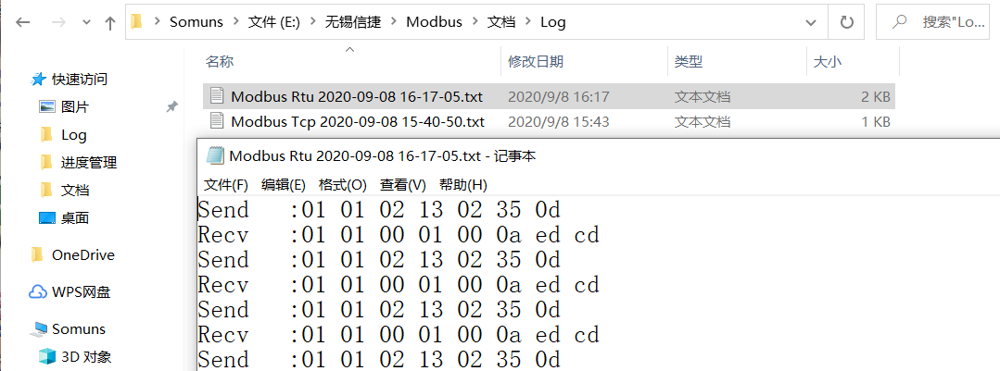 Somuns > 文件 (E:) > 无锡信捷 > Modbus > 文档 > Log
搜索"Lo...
名称 修改日期 类型 大小
快速访问
图片
Log
进度管理
文档
桌面
OneDrive
WPS网盘
Somuns
3D 对象
Modbus Rtu 2020-09-08 16-17-05.txt 2020/9/8 16:17 文本文档 2 KB
Modbus Tcp 2020-09-08 15-40-50.txt 2020/9/8 15:43 文本文档 1 KB
Modbus Rtu 2020-09-08 16-17-05.txt - 记事本
文件(F) 编辑(E) 格式(O) 查看(V) 帮助(H)
Send :01 01 02 13 02 35 0d
Recv :01 01 00 01 00 0a ed cd
Send :01 01 02 13 02 35 0d
Recv :01 01 00 01 00 0a ed cd
Send :01 01 02 13 02 35 0d
Recv :01 01 00 01 00 0a ed cd
Send :01 01 02 13 02 35 0d